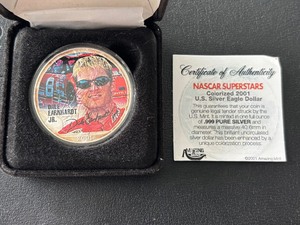 DALE
EARNHARDT
JR.
Certificate of Authenticity
NASCAR SUPERSTARS
Colorized 2001
U.S. Silver Eagle Dollar
This guarantees that your coin is
genuine legal tender struck by the
U.S. Mint. It is minted in one full ounce
of .999 PURE SILVER and
measures a massive 40.6mm in
diameter. This brilliant uncirculated
silver dollar has been enhanced by a
unique colorization process.